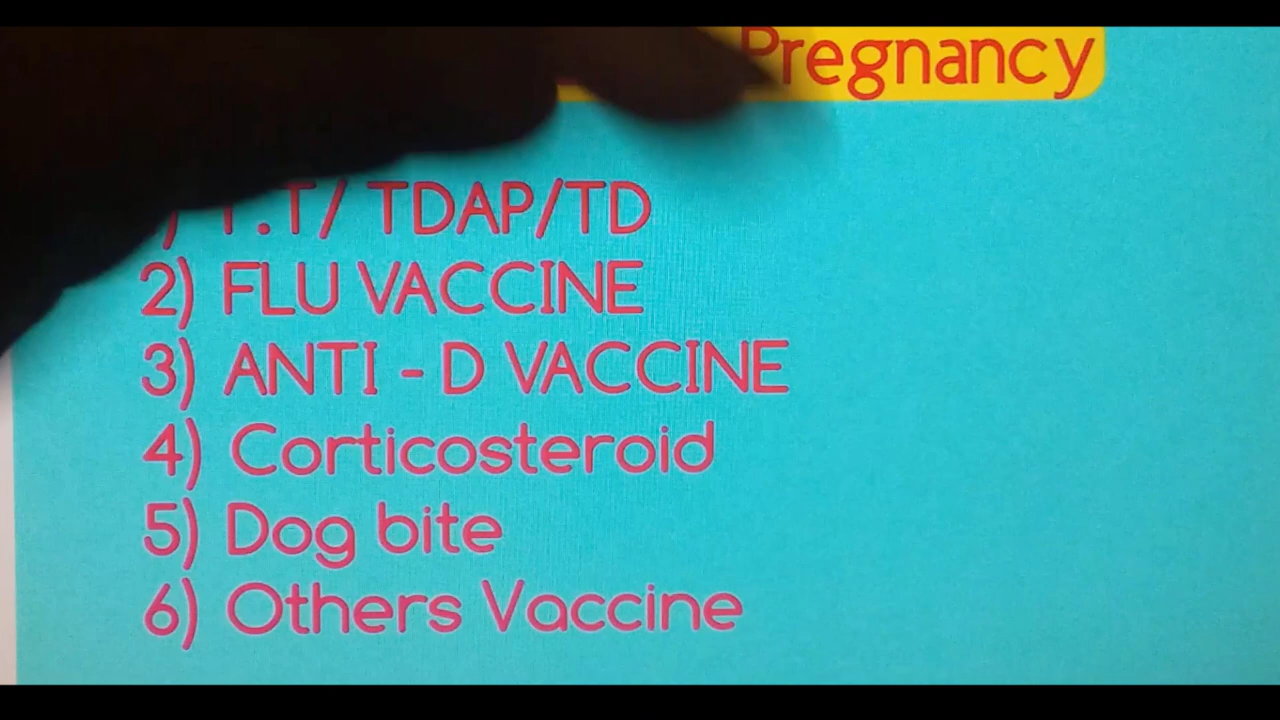 Pregnancy
T.T/ TDAP/TD
2) FLU VACCINE
3) ANTI - D VACCINE
4) Corticosteroid
5) Dog bite
6) Others Vaccine